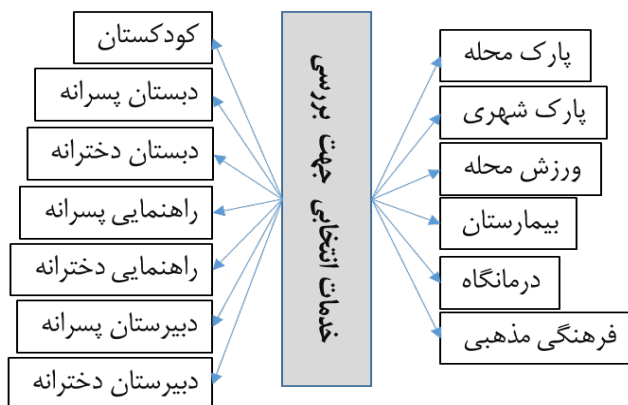 خدمات انتخابی جهت بررسی
پارک محله
پارک شهری
ورزش محله
بیمارستان
درمانگاه
فرهنگی مذهبی
کودکستان
دبستان پسرانه
دبستان دخترانه
راهنمایی پسرانه
راهنمایی دخترانه
دبیرستان پسرانه
دبیرستان دخترانه